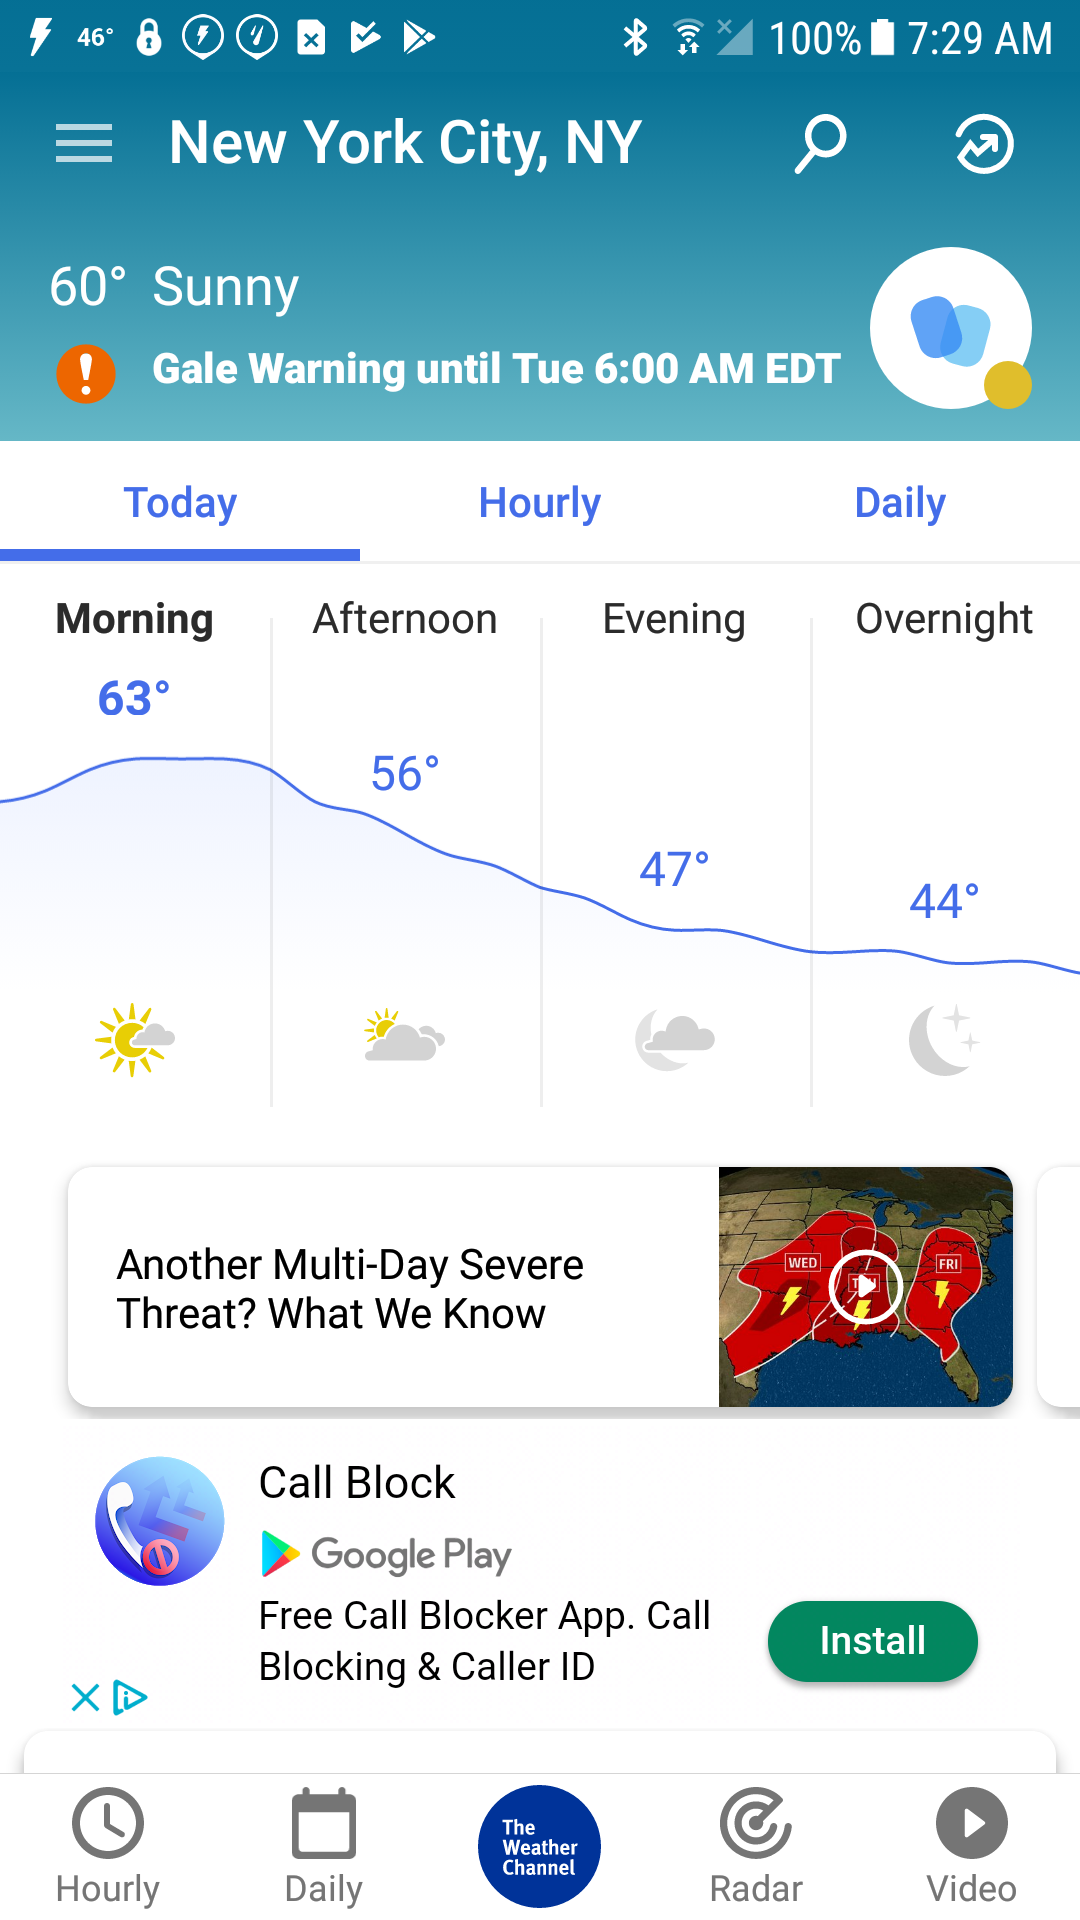 46° 100% 7:29 AM
New York City, NY
60° Sunny
Gale Warning until Tue 6:00 AM EDT
Today Hourly Daily
Morning Afternoon Evening Overnight
63°
56°
47°
44°
Another Multi-Day Severe
Threat? What We Know
WED FRI
Call Block
Google Play
Free Call Blocker App. Call
Blocking & Caller ID
Install
The
Weather
Channel
Hourly Daily Radar Video